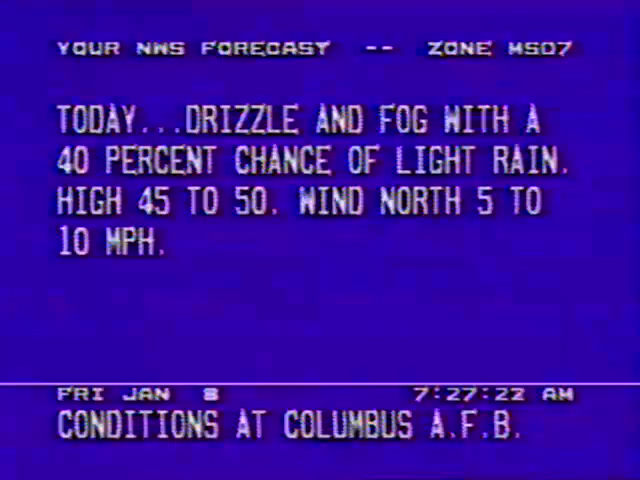 YOUR NWS FORECAST -- ZONE MS07
TODAY...DRIZZLE AND FOG WITH A
40 PERCENT CHANCE OF LIGHT RAIN.
HIGH 45 TO 50. WIND NORTH 5 TO
10 MPH.
FRI JAN 8 7:27:22 AM
CONDITIONS AT COLUMBUS A.F.B.